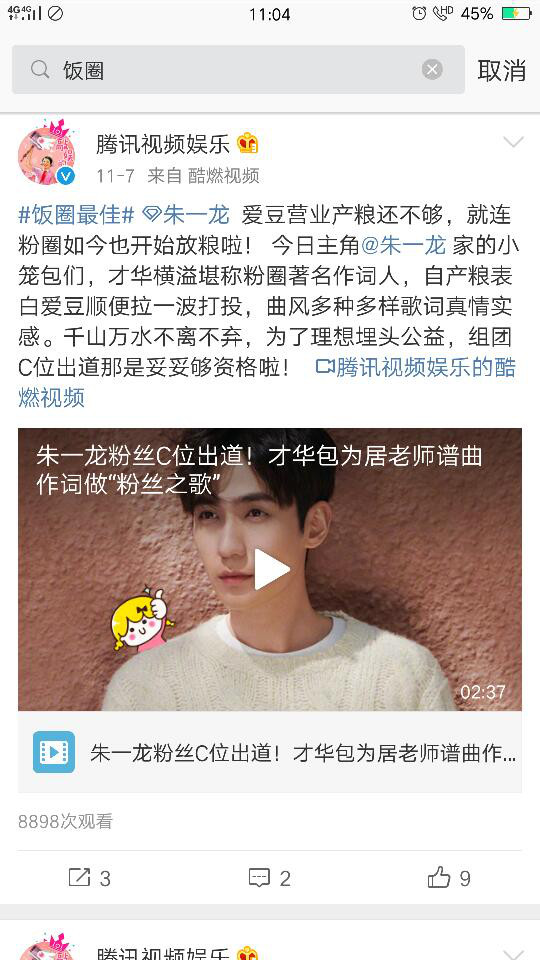 4G 4G
11:04
HD
45%
饭圈
取消
腾讯视频娱乐
11-7 来自 酷燃视频
#饭圈最佳# 朱一龙 爱豆营业产粮还不够，就连
粉圈如今也开始放粮啦！ 今日主角@朱一龙 家的小
笼包们，才华横溢堪称粉圈著名作词人，自产粮表
白爱豆顺便拉一波打投，曲风多种多样歌词真情实
感。千山万水不离不弃，为了理想埋头公益，组团
C位出道那是妥妥够资格啦！ 腾讯视频娱乐的酷
燃视频
朱一龙粉丝C位出道！才华包为居老师谱曲
作词做“粉丝之歌”
02:37
朱一龙粉丝C位出道！才华包为居老师谱曲作...
8898次观看
3
2
9
腾讯视频娱乐